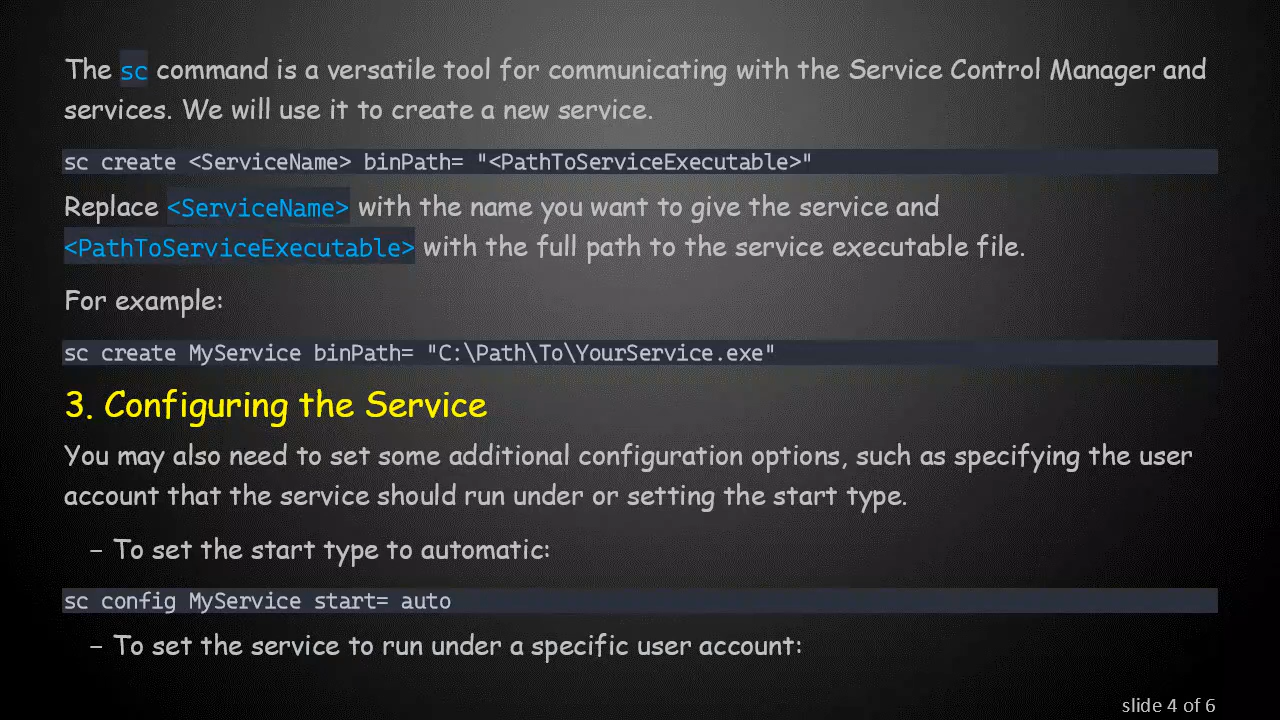 The sc command is a versatile tool for communicating with the Service Control Manager and
services. We will use it to create a new service.
sc create <ServiceName> binPath= "<PathToServiceExecutable>"
Replace <ServiceName> with the name you want to give the service and
<PathToServiceExecutable> with the full path to the service executable file.
For example:
sc create MyService binPath= "C:\Path\To\YourService.exe"
3. Configuring the Service
You may also need to set some additional configuration options, such as specifying the user
account that the service should run under or setting the start type.
– To set the start type to automatic:
sc config MyService start= auto
– To set the service to run under a specific user account:
slide 4 of 6